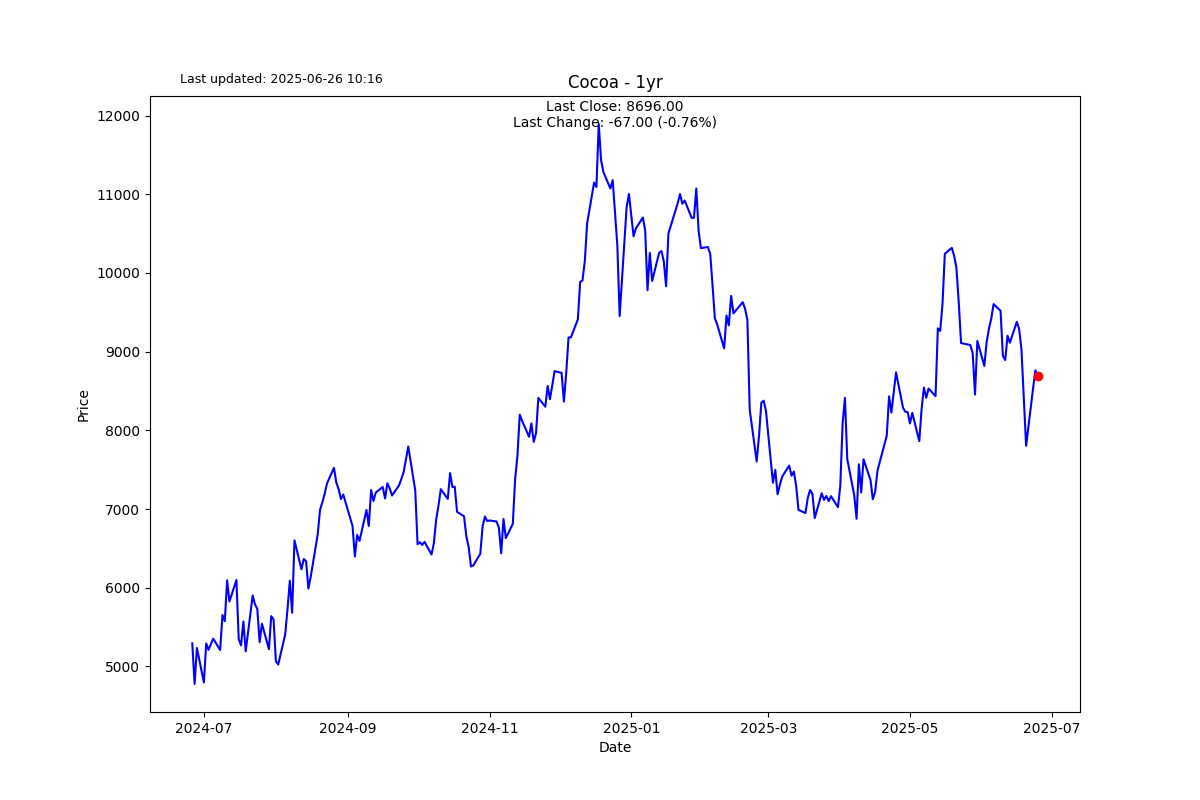 Last updated: 2025-06-26 10:16
Cocoa - 1yr
Last Close: 8696.00
Last Change: -67.00 (-0.76%)
12000
11000
10000
9000
8000
7000
6000
5000
Price
2024-07 2024-09 2024-11 2025-01 2025-03 2025-05 2025-07
Date